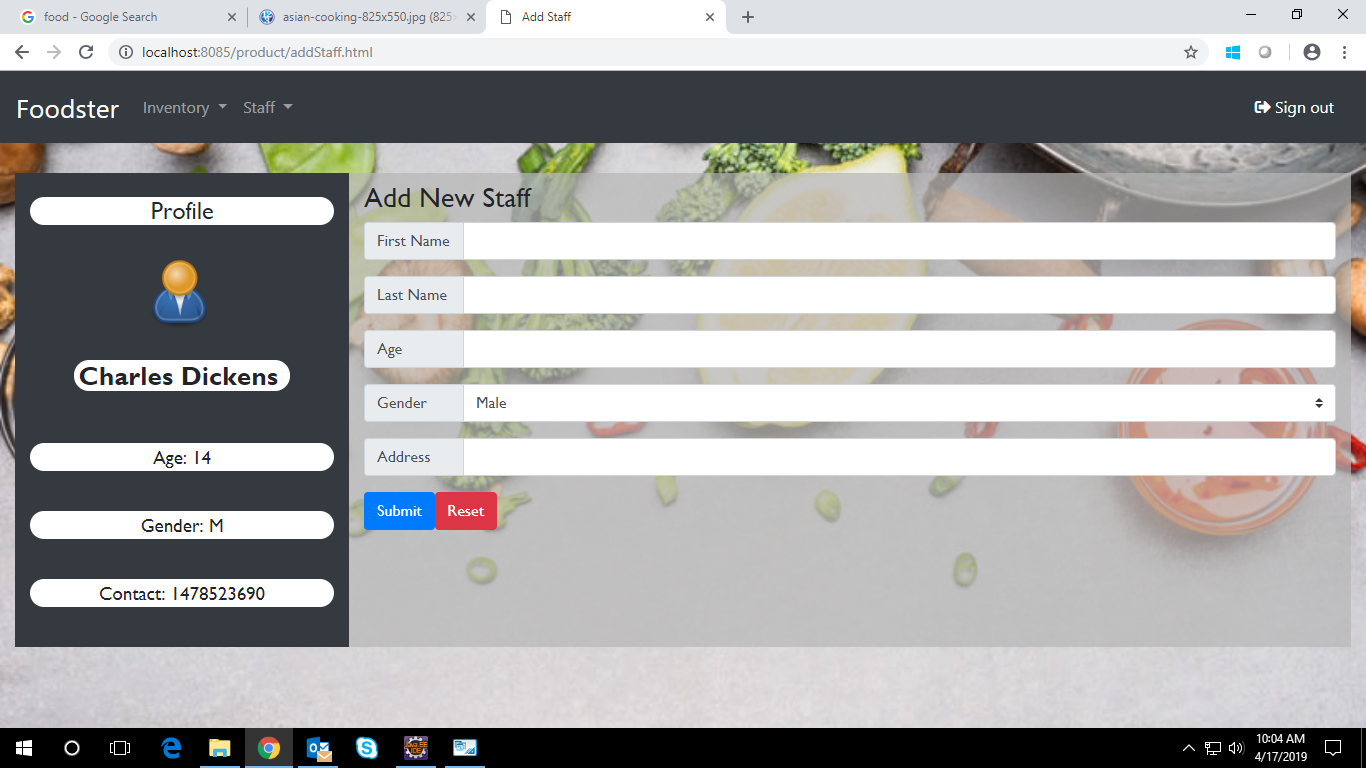 food - Google Search
asian-cooking-825x550.jpg (825
Add Staff
localhost:8085/product/addStaff.html
Foodster Inventory Staff Sign out
Profile
Charles Dickens
Age: 14
Gender: M
Contact: 1478523690
Add New Staff
First Name
Last Name
Age
Gender Male
Address
Submit Reset
10:04 AM
4/17/2019